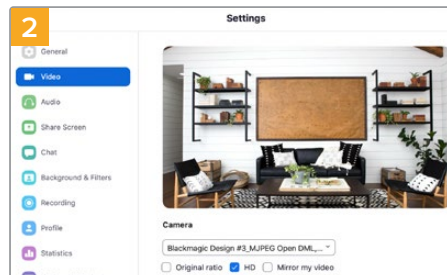 2
Settings
General
Video
Audio
Share Screen
Chat
Background & Filters
Recording
Profile
Statistics
Camera
Blackmagic Design #3_MJPEG Open DML,...
Original ratio HD Mirror my video